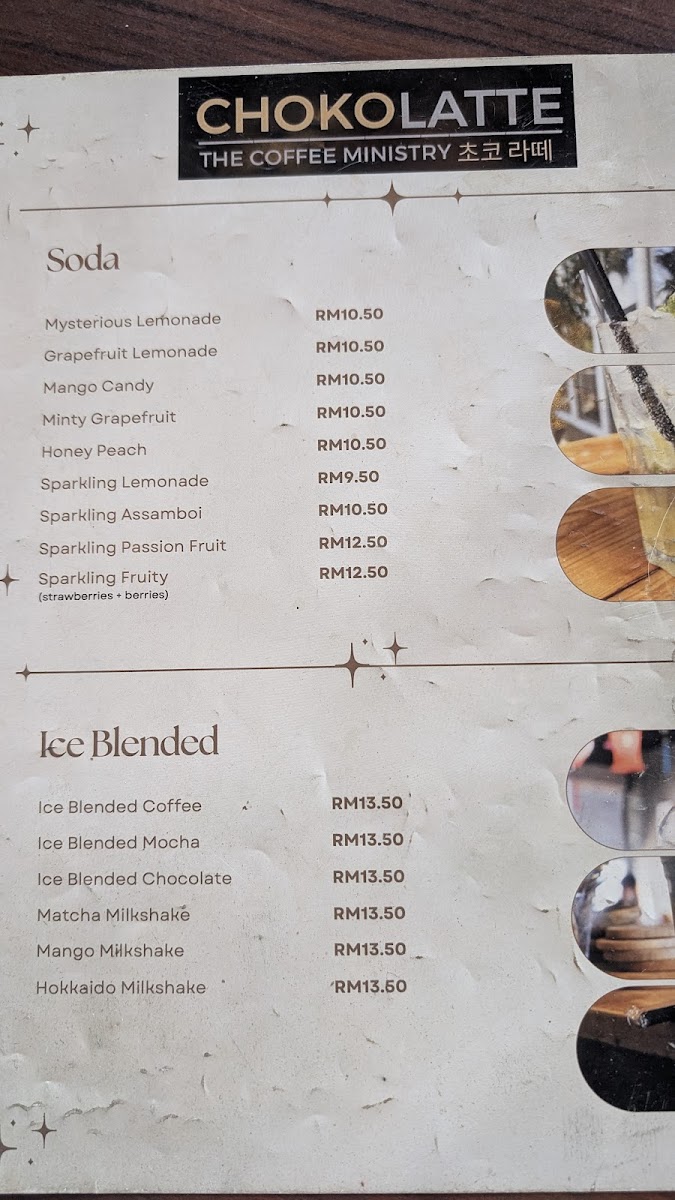 CHOKOLATTE
THE COFFEE MINISTRY 초코 라떼
Soda
Mysterious Lemonade RM10.50
Grapefruit Lemonade RM10.50
Mango Candy RM10.50
Minty Grapefruit RM10.50
Honey Peach RM10.50
Sparkling Lemonade RM9.50
Sparkling Assamboi RM10.50
Sparkling Passion Fruit RM12.50
Sparkling Fruity RM12.50
(strawberries + berries)
Ice Blended
Ice Blended Coffee RM13.50
Ice Blended Mocha RM13.50
Ice Blended Chocolate RM13.50
Matcha Milkshake RM13.50
Mango Milkshake RM13.50
Hokkaido Milkshake RM13.50